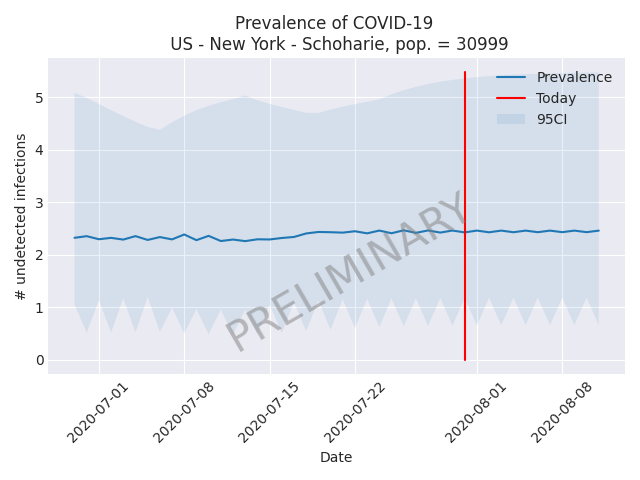 Prevalence of COVID-19
US - New York - Schoharie, pop. = 30999
# undetected infections
5
4
3
2
1
0
Prevalence
Today
95CI
PRELIMINARY
2020-07-01
2020-07-08
2020-07-15
2020-07-22
2020-08-01
2020-08-08
Date